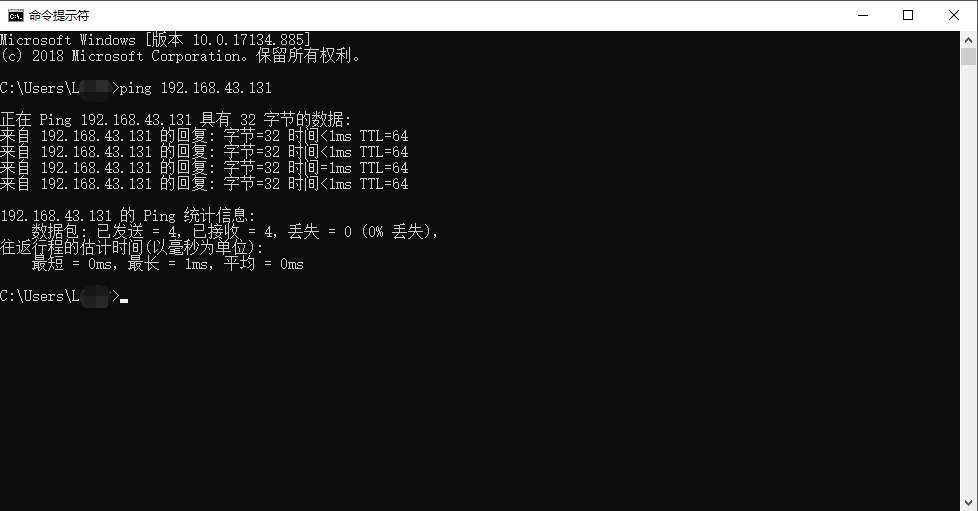 命令提示符
Microsoft Windows [版本 10.0.17134.885]
(c) 2018 Microsoft Corporation。保留所有权利。
C:\Users\L >ping 192.168.43.131
正在 Ping 192.168.43.131 具有 32 字节的数据:
来自 192.168.43.131 的回复: 字节=32 时间<1ms TTL=64
来自 192.168.43.131 的回复: 字节=32 时间<1ms TTL=64
来自 192.168.43.131 的回复: 字节=32 时间=1ms TTL=64
来自 192.168.43.131 的回复: 字节=32 时间<1ms TTL=64
192.168.43.131 的 Ping 统计信息:
数据包: 已发送 = 4，已接收 = 4，丢失 = 0 (0% 丢失)，
往返行程的估计时间(以毫秒为单位):
最短 = 0ms，最长 = 1ms，平均 = 0ms
C:\Users\L >